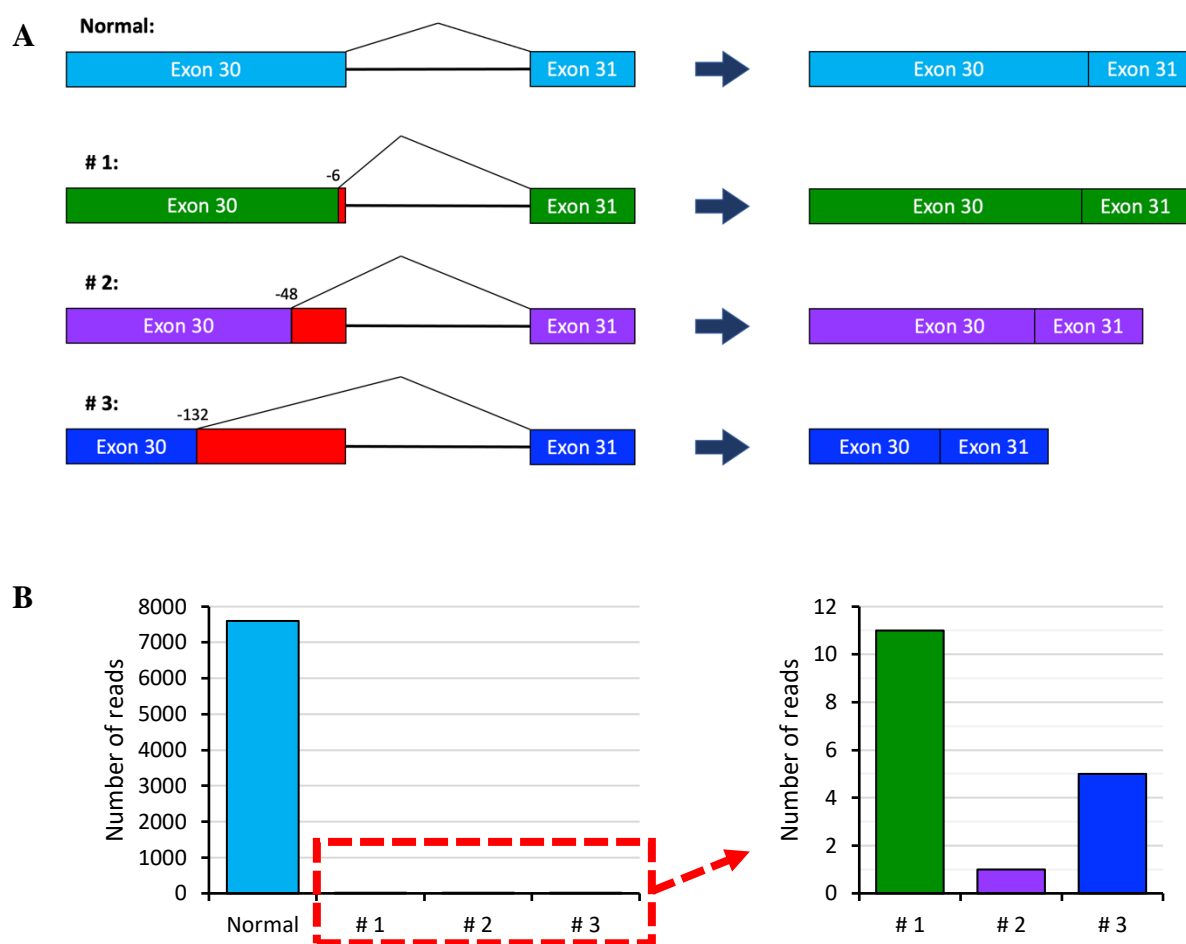 A
Normal:
Exon 30 Exon 31 Exon 30 Exon 31
# 1:
-6
Exon 30 Exon 31 Exon 30 Exon 31
# 2:
-48
Exon 30 Exon 31 Exon 30 Exon 31
# 3:
-132
Exon 30 Exon 31 Exon 30 Exon 31
B
Number of reads
8000
7000
6000
5000
4000
3000
2000
1000
0
Normal # 1 # 2 # 3
Number of reads
12
10
8
6
4
2
0
# 1 # 2 # 3